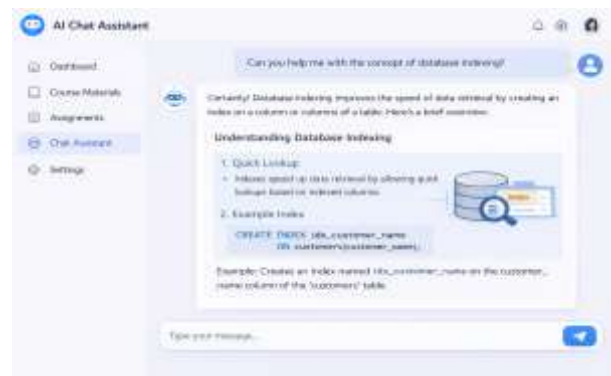 AI Chat Assistant
Can you help me with the concept of database indexing?
Dashboard
Course Materials
Assignments
Chat Assistant
Settings
Certainly! Database indexing improves the speed of data retrieval by creating an
index on a column or columns of a table. Here's a brief overview:
Understanding Database Indexing
1. Quick Lookup
• Indexes speed up data retrieval by allowing quick
lookups based on indexed columns.
2. Example Index
CREATE INDEX idx_customer_name
ON customers(customer_name);
Example: Creates an index named idx_customer_name on the customer_
name column of the 'customers' table.
Type your message...